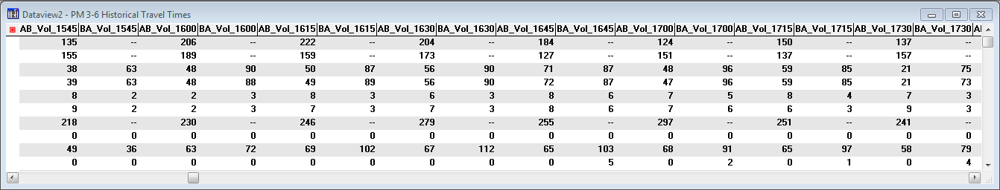 Dataview2 - PM 3-6 Historical Travel Times
AB_Vol_1545 BA_Vol_1545 AB_Vol_1600 BA_Vol_1600 AB_Vol_1615 BA_Vol_1615 AB_Vol_1630 BA_Vol_1630 AB_Vol_1645 BA_Vol_1645 AB_Vol_1700 BA_Vol_1700 AB_Vol_1715 BA_Vol_1715 AB_Vol_1730 BA_Vol_1730
135 -- 206 -- 222 -- 204 -- 184 -- 124 -- 150 -- 137 --
155 -- 189 -- 159 -- 173 -- 127 -- 151 -- 137 -- 157 --
38 63 48 90 50 87 56 90 71 87 48 96 59 85 21 75
39 63 48 88 49 89 56 90 72 87 47 96 59 85 21 73
8 2 2 3 8 3 6 3 8 6 7 5 8 4 7 3
9 2 2 3 7 3 7 3 8 6 7 6 6 3 9 3
218 -- 230 -- 246 -- 279 -- 255 -- 297 -- 251 -- 241 --
0 0 0 0 0 0 0 0 0 0 0 0 0 0 0 0
49 36 63 72 69 102 67 112 65 103 68 91 65 97 58 79
0 0 0 0 0 0 0 0 0 5 0 2 0 1 0 4